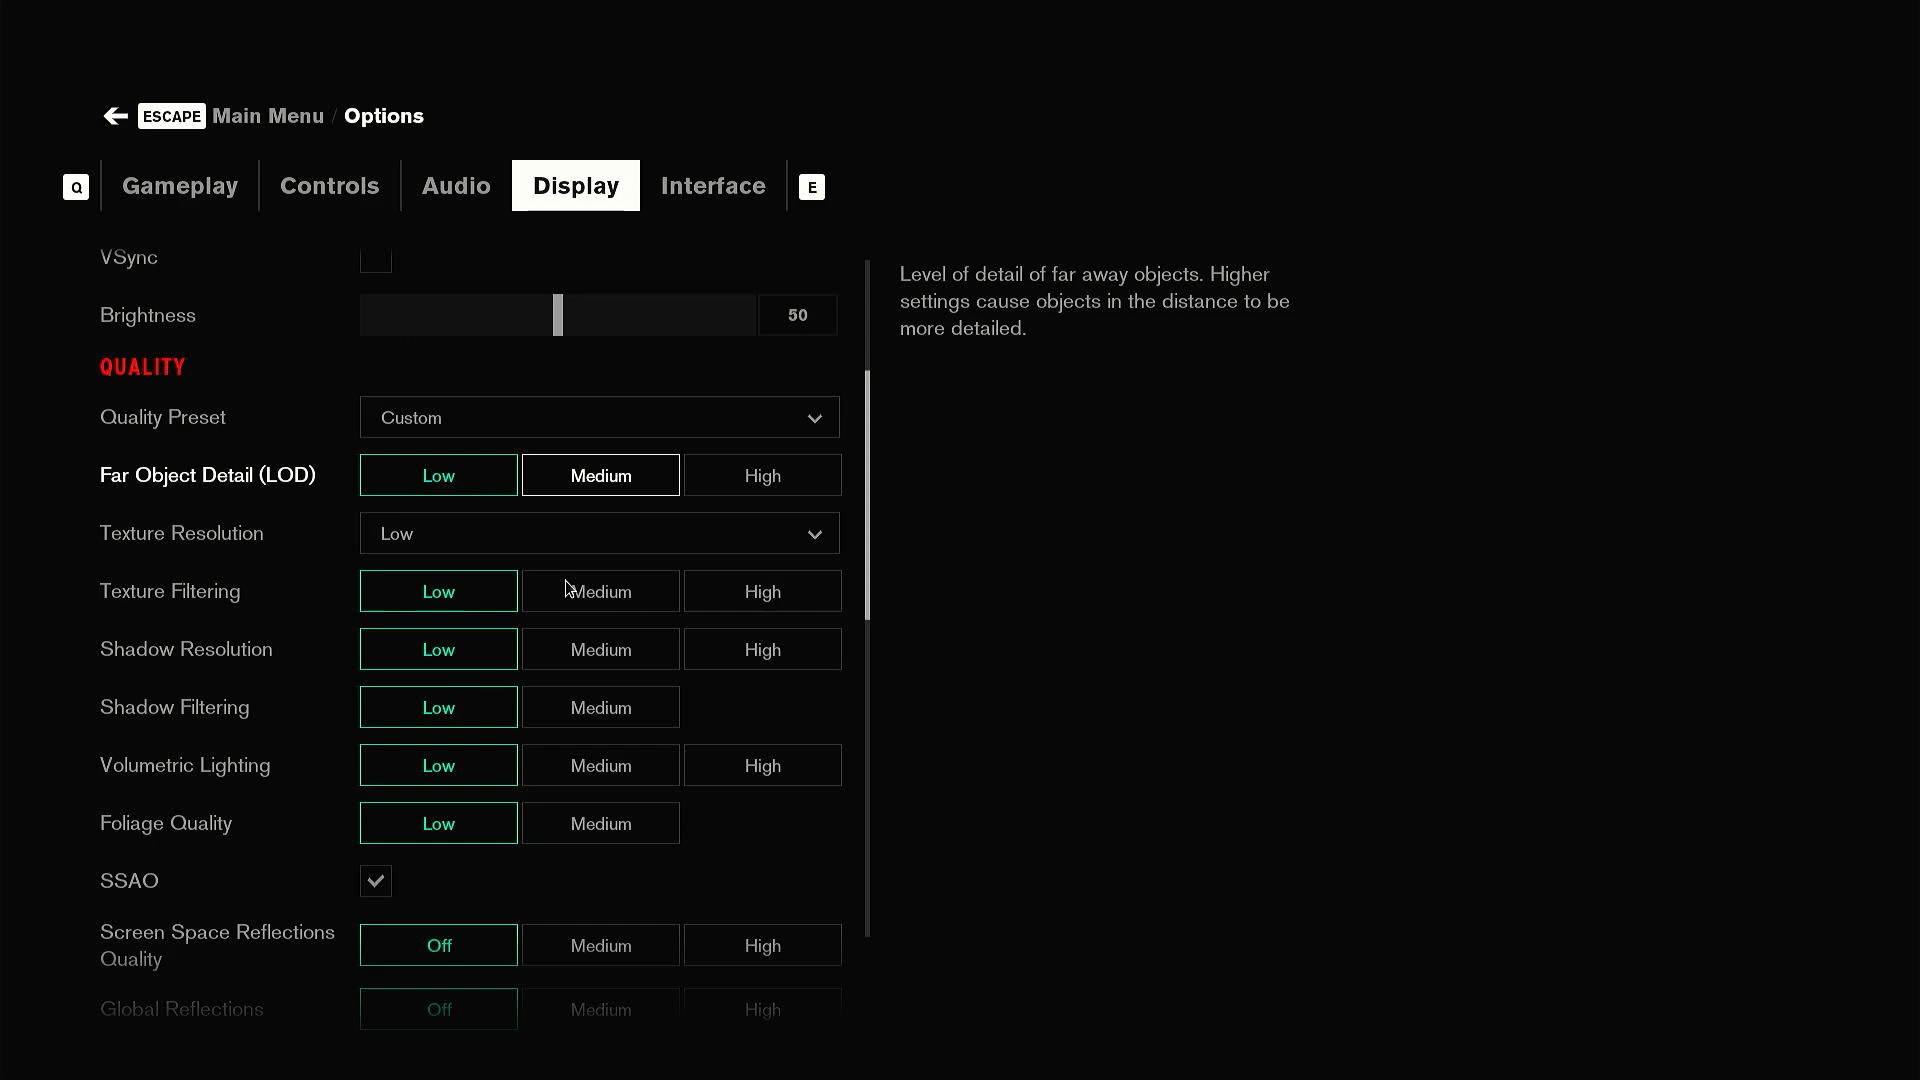 ESCAPE Main Menu / Options
Q Gameplay Controls Audio Display Interface E
VSync
Brightness 50
QUALITY
Quality Preset Custom
Far Object Detail (LOD) Low Medium High
Texture Resolution Low
Texture Filtering Low Medium High
Shadow Resolution Low Medium High
Shadow Filtering Low Medium
Volumetric Lighting Low Medium High
Foliage Quality Low Medium
SSAO
Screen Space Reflections
Quality Off Medium High
Global Reflections Off Medium High
Level of detail of far away objects. Higher
settings cause objects in the distance to be
more detailed.